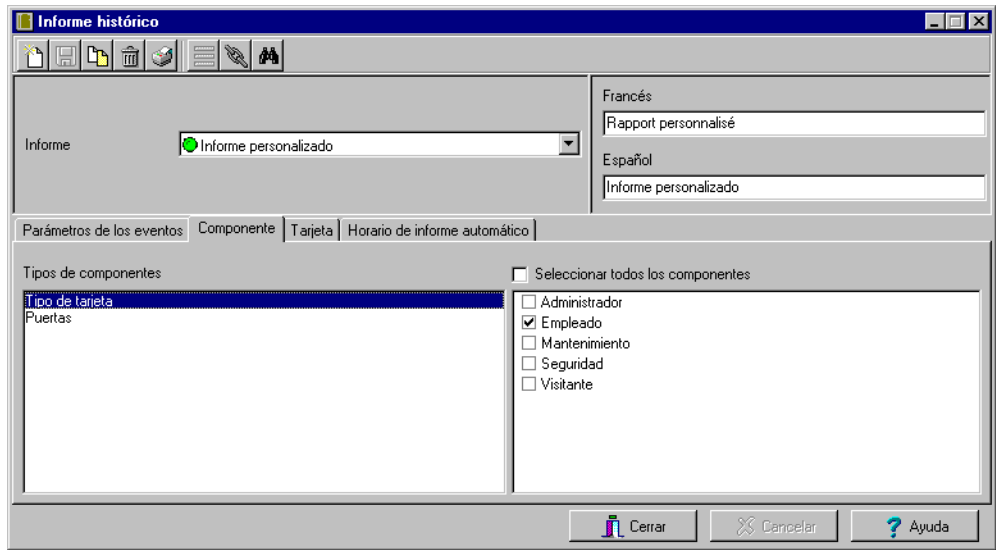 Informe histórico
Francés
Rapport personnalisé
Informe
Informe personalizado
Español
Informe personalizado
Parámetros de los eventos
Componente
Tarjeta
Horario de informe automático
Tipos de componentes
Seleccionar todos los componentes
Tipo de tarjeta
Puertas
Administrador
Empleado
Mantenimiento
Seguridad
Visitante
Cerrar
Cancelar
Ayuda